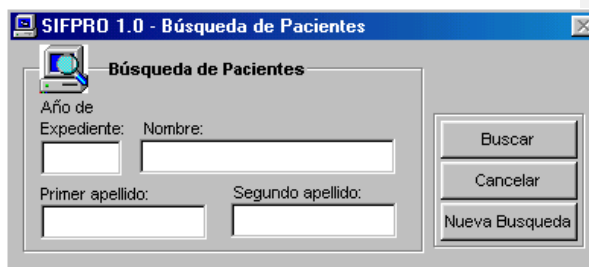 SIFPRO 1.0 - Búsqueda de Pacientes
Búsqueda de Pacientes
Año de
Expediente: Nombre:
Primer apellido: Segundo apellido:
Buscar
Cancelar
Nueva Busqueda